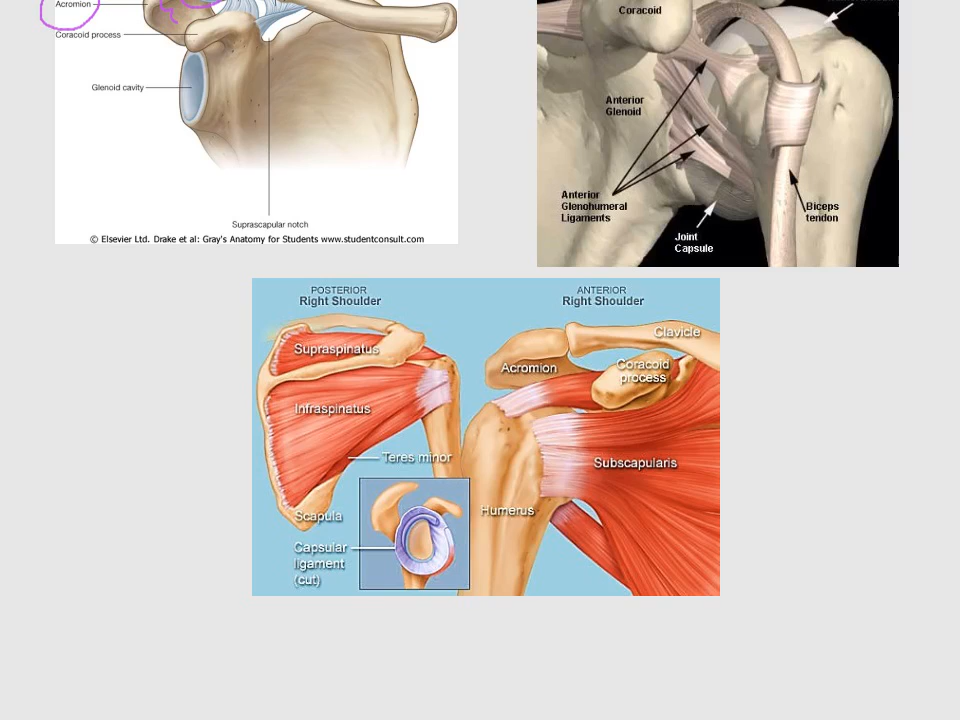 Acromion
Coracoid process
Glenoid cavity
Suprascapular notch
© Elsevier Ltd. Drake et al: Gray's Anatomy for Students www.studentconsult.com
Coracoid
Anterior
Glenoid
Anterior
Glenohumeral
Ligaments
Biceps
tendon
Joint
Capsule
POSTERIOR
Right Shoulder
Supraspinatus
Infraspinatus
Teres minor
Scapula
Capsular
ligament
(cut)
ANTERIOR
Right Shoulder
Clavicle
Acromion
Coracoid
process
Subscapularis
Humerus